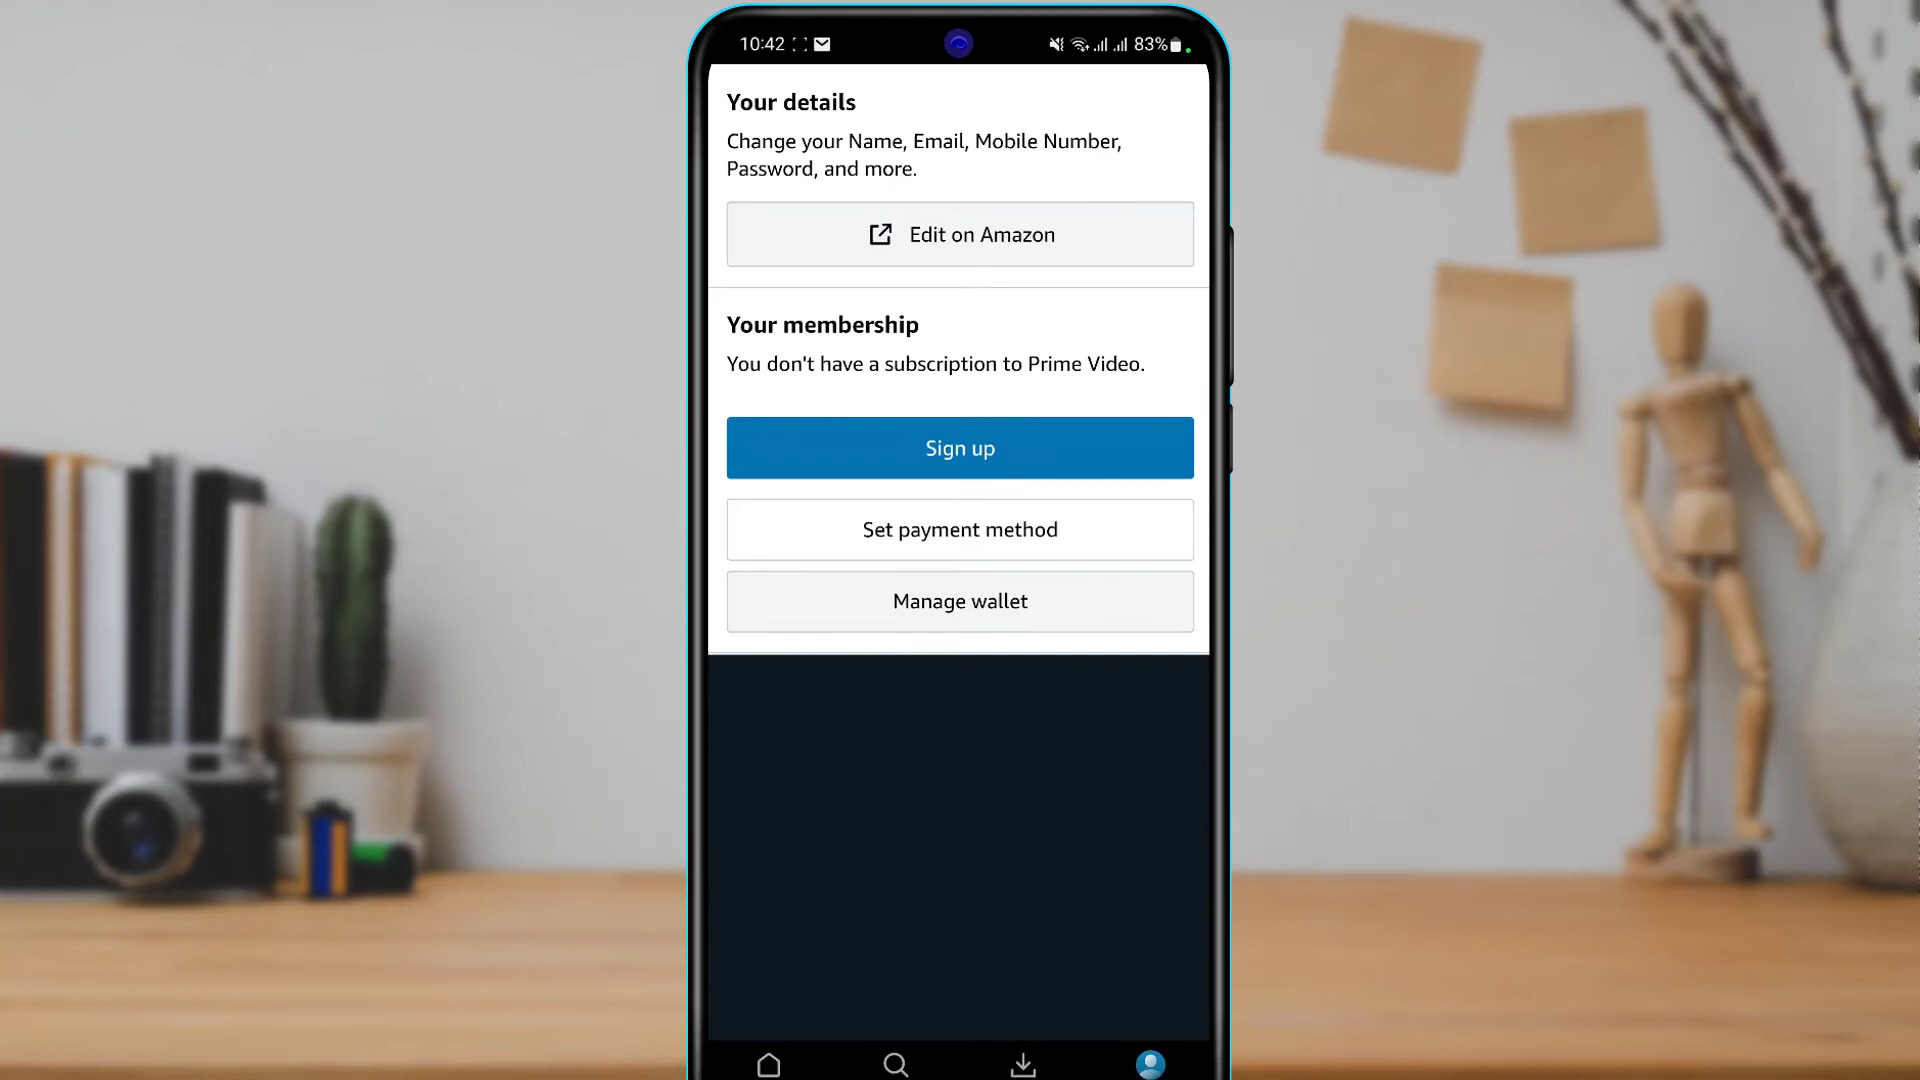 10:42
83%
Your details
Change your Name, Email, Mobile Number,
Password, and more.
Edit on Amazon
Your membership
You don't have a subscription to Prime Video.
Sign up
Set payment method
Manage wallet